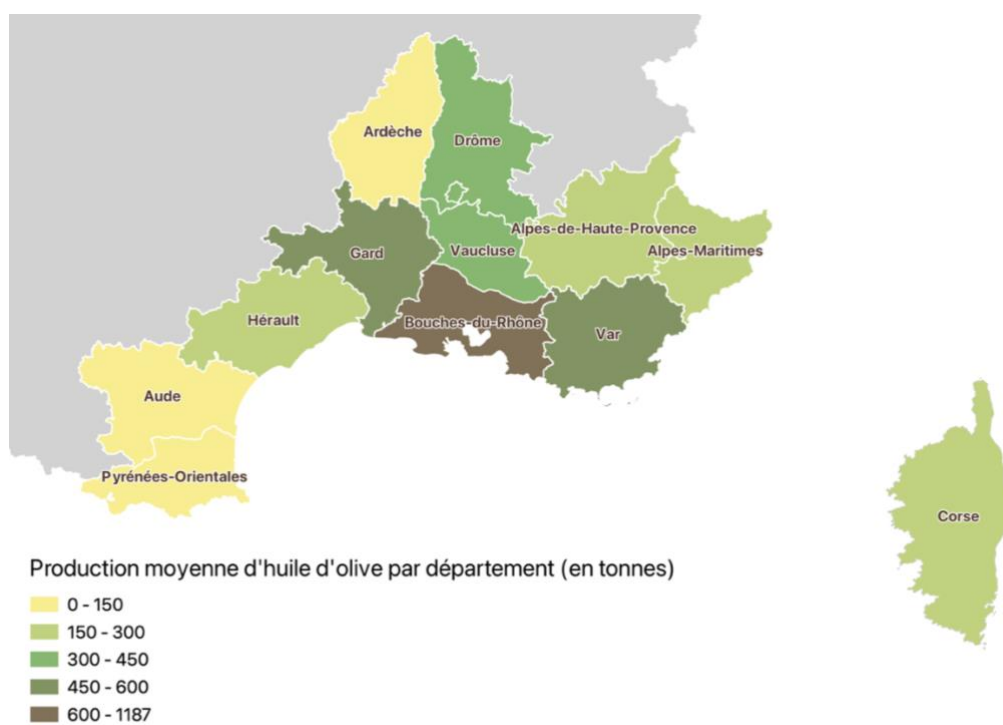 Ardèche
Drôme
Alpes-de-Haute-Provence
Gard
Vaucluse
Alpes-Maritimes
Hérault
Bouches-du-Rhône
Var
Aude
Pyrénées-Orientales
Corse
Production moyenne d'huile d'olive par département (en tonnes)
0 - 150
150 - 300
300 - 450
450 - 600
600 - 1187